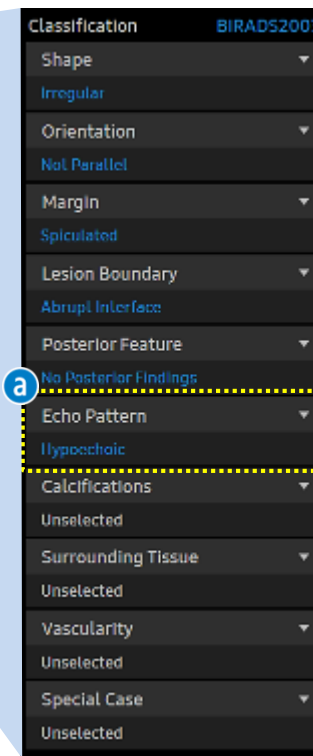 Classification BIRADS2003
Shape
Irregular
Orientation
Not Parallel
Margin
Spiculated
Lesion Boundary
Abrupt Interface
Posterior Feature
No Posterior Findings
a
Echo Pattern
Hypoechoic
Calcifications
Unselected
Surrounding Tissue
Unselected
Vascularity
Unselected
Special Case
Unselected